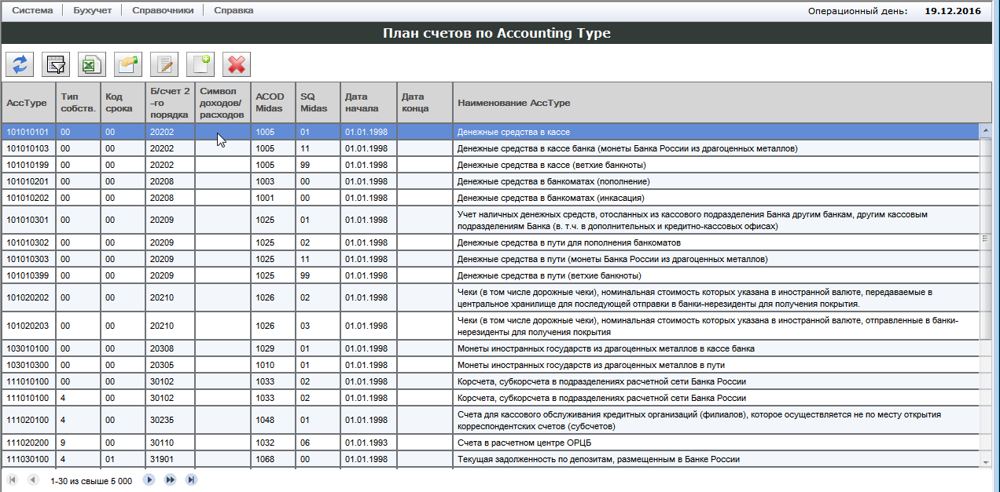 Система Бухучет Справочники Справка Операционный день: 19.12.2016
План счетов по Accounting Type
AccType Тип собств. Код срока Б/счет 2 -го порядка Символ доходов/ расходов ACOD Midas SQ Midas Дата начала Дата конца Наименование AccType
101010101 00 00 20202 1005 01 01.01.1998 Денежные средства в кассе
101010103 00 00 20202 1005 11 01.01.1998 Денежные средства в кассе банка (монеты Банка России из драгоценных металлов)
101010199 00 00 20202 1005 99 01.01.1998 Денежные средства в кассе (ветхие банкноты)
101010201 00 00 20208 1003 00 01.01.1998 Денежные средства в банкоматах (пополнение)
101010202 00 00 20208 1001 00 01.01.1998 Денежные средства в банкоматах (инкасация)
101010301 00 00 20209 1025 01 01.01.1998 Учет наличных денежных средств, отосланных из кассового подразделения Банка другим банкам, другим кассовым
подразделениям Банка (в. т.ч. в дополнительных и кредитно-кассовых офисах)
101010302 00 00 20209 1025 02 01.01.1998 Денежные средства в пути для пополнения банкоматов
101010303 00 00 20209 1025 11 01.01.1998 Денежные средства в пути (монеты Банка России из драгоценных металлов)
101010399 00 00 20209 1025 99 01.01.1998 Денежные средства в пути (ветхие банкноты)
101020202 00 00 20210 1026 02 01.01.1998 Чеки (в том числе дорожные чеки), номинальная стоимость которых указана в иностранной валюте, передаваемые в
центральное хранилище для последующей отправки в банки-нерезиденты для получения покрытия.
101020203 00 00 20210 1026 03 01.01.1998 Чеки (в том числе дорожные чеки), номинальная стоимость которых указана в иностранной валюте, отправленные в банки-
нерезиденты для получения покрытия
103010100 00 00 20308 1029 01 01.01.1998 Монеты иностранных государств из драгоценных металлов в кассе банка
103010300 00 00 20305 1010 01 01.01.1998 Монеты иностранных государств из драгоценных металлов в пути
111010100 00 00 30102 1033 02 01.01.1998 Корсчета, субкорсчета в подразделениях расчетной сети Банка России
111010100 4 00 30102 1033 02 01.01.1998 Корсчета, субкорсчета в подразделениях расчетной сети Банка России
111020100 4 00 30235 1048 01 01.01.1998 Счета для кассового обслуживания кредитных организаций (филиалов), которое осуществляется не по месту открытия
корреспондентских счетов (субсчетов)
111020200 9 00 30110 1032 06 01.01.1993 Счета в расчетном центре ОРЦБ
111030100 4 01 31901 1068 00 01.01.1998 Текущая задолженность по депозитам, размещенным в Банке России
1-30 из свыше 5 000